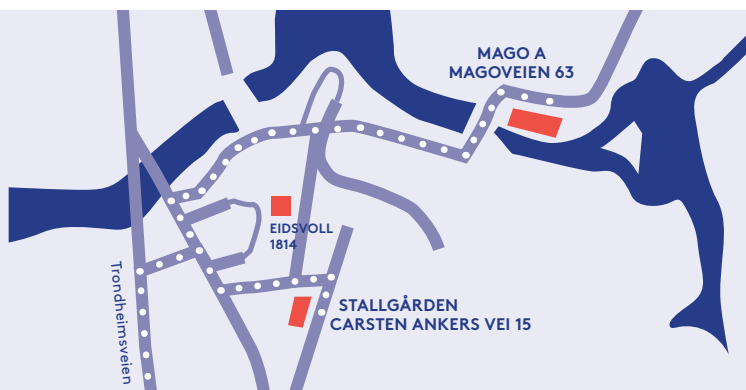 MAGO A
MAGOVEIEN 63
EIDSVOLL
1814
Trondheimsveien
STALLGÅRDEN
CARSTEN ANKERS VEI 15